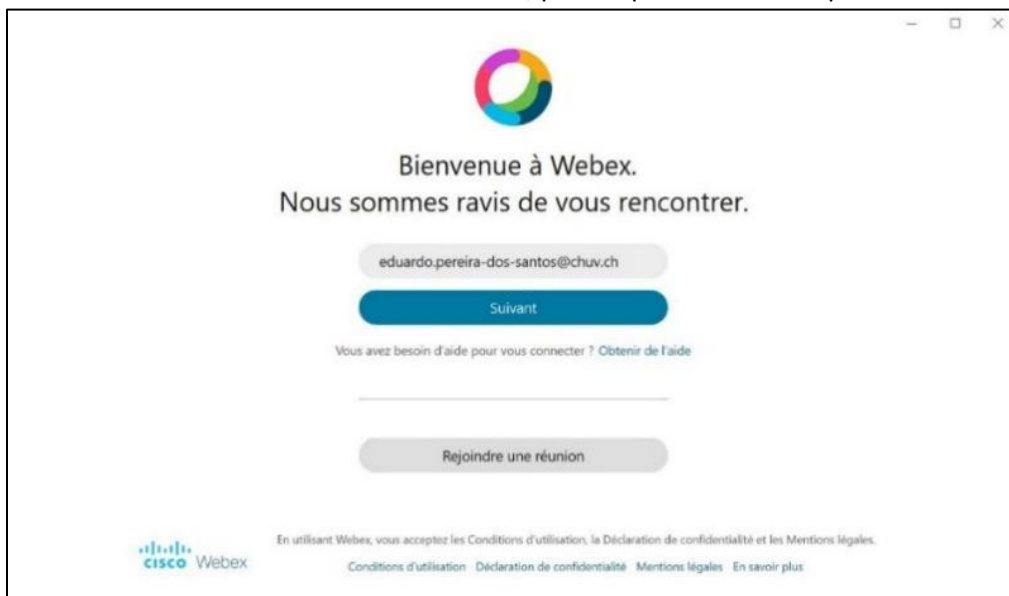 Bienvenue à Webex.
Nous sommes ravis de vous rencontrer.
eduardo.pereira-dos-santos@chuv.ch
Suivant
Vous avez besoin d'aide pour vous connecter ? Obtenir de l'aide
Rejoindre une réunion
En utilisant Webex, vous acceptez les Conditions d'utilisation, la Déclaration de confidentialité et les Mentions légales.
cisco Webex
Conditions d'utilisation Déclaration de confidentialité Mentions légales En savoir plus